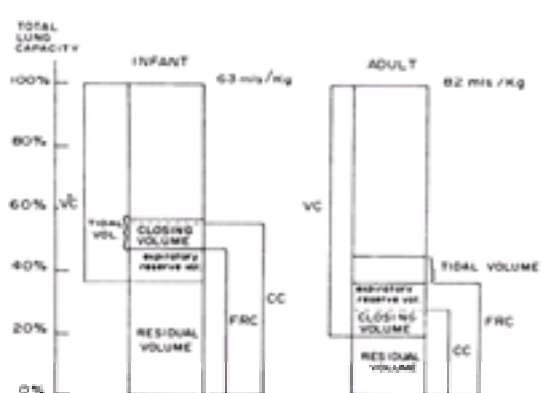 TOTAL
LUNG
CAPACITY
INFANT
63 mls/Kg
ADULT
82 mls/Kg
100%
80%
60%
40%
20%
0%
VC
TIDAL
VOL.
CLOSING
VOLUME
expiratory
reserve vol.
RESIDUAL
VOLUME
FRC
CC
VC
TIDAL VOLUME
expiratory
reserve vol.
CLOSING
VOLUME
RESIDUAL
VOLUME
CC
FRC